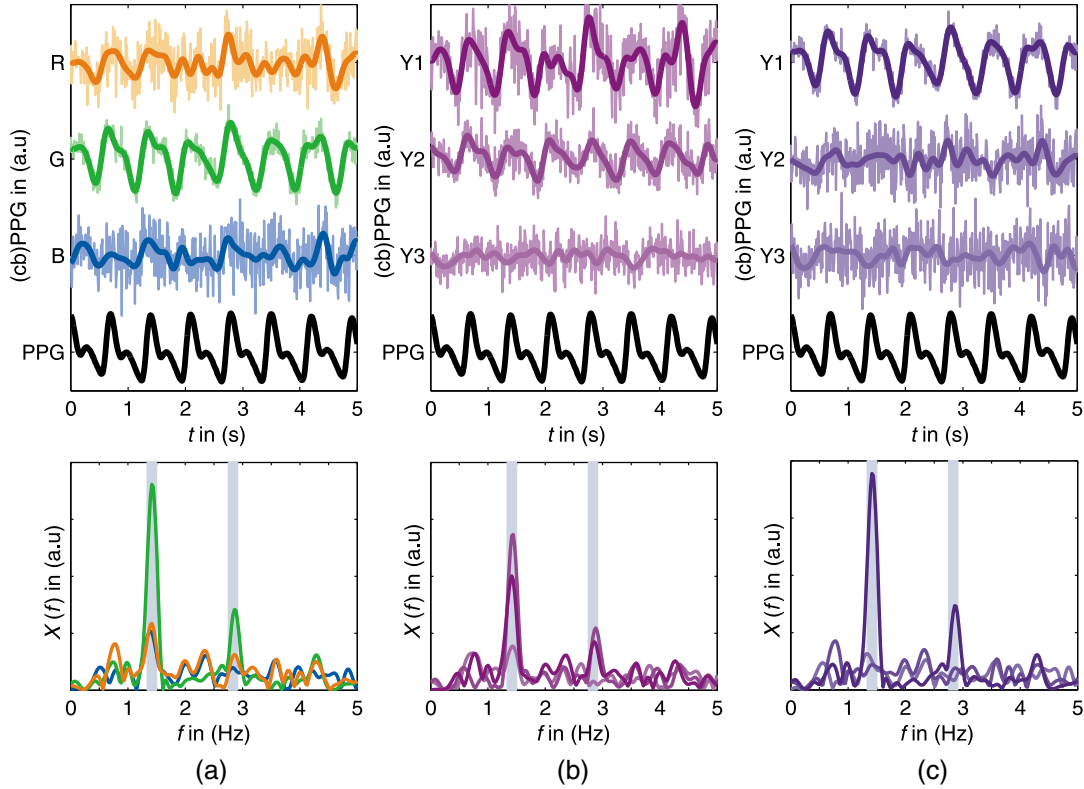 (cb)PPG in (a.u)
R
G
B
PPG
0 1 2 3 4 5
t in (s)
(cb)PPG in (a.u)
Y1
Y2
Y3
PPG
0 1 2 3 4 5
t in (s)
(cb)PPG in (a.u)
Y1
Y2
Y3
PPG
0 1 2 3 4 5
t in (s)
X (f) in (a.u)
0 1 2 3 4 5
f in (Hz)
(a)
X (f) in (a.u)
0 1 2 3 4 5
f in (Hz)
(b)
X (f) in (a.u)
0 1 2 3 4 5
f in (Hz)
(c)